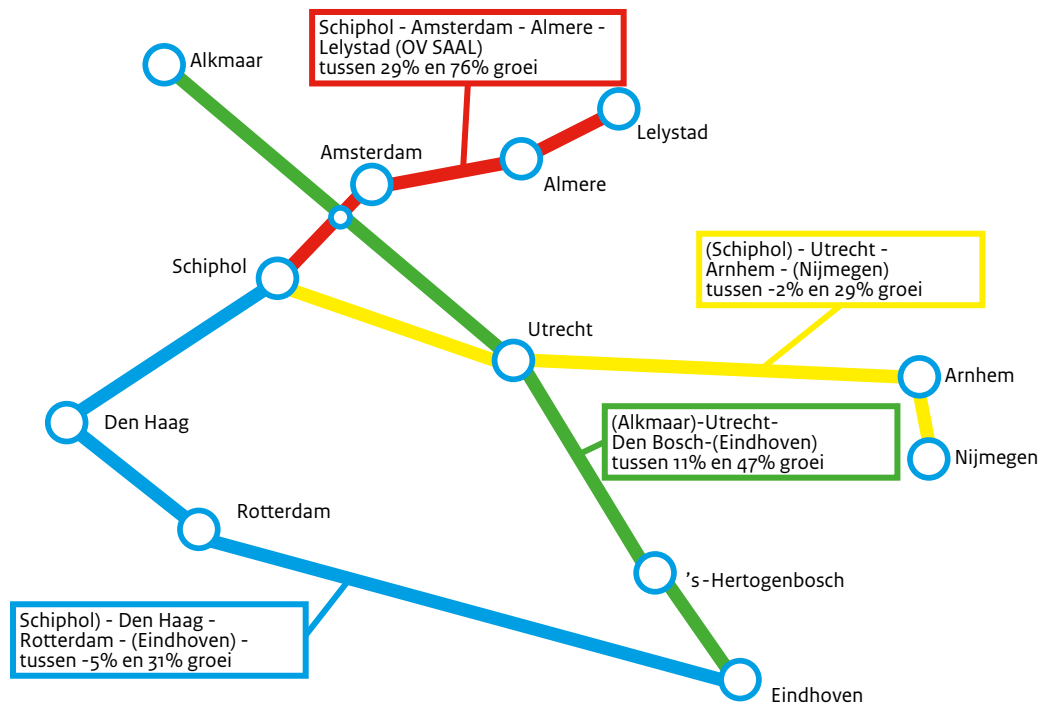 Schiphol - Amsterdam - Almere -
Lelystad (OV SAAL)
tussen 29% en 76% groei
Alkmaar
Lelystad
Amsterdam
Almere
(Schiphol) - Utrecht -
Arnhem - (Nijmegen)
tussen -2% en 29% groei
Schiphol
Utrecht
Arnhem
Den Haag
(Alkmaar)-Utrecht-
Den Bosch-(Eindhoven)
tussen 11% en 47% groei
Nijmegen
Rotterdam
's-Hertogenbosch
Schiphol) - Den Haag -
Rotterdam - (Eindhoven) -
tussen -5% en 31% groei
Eindhoven